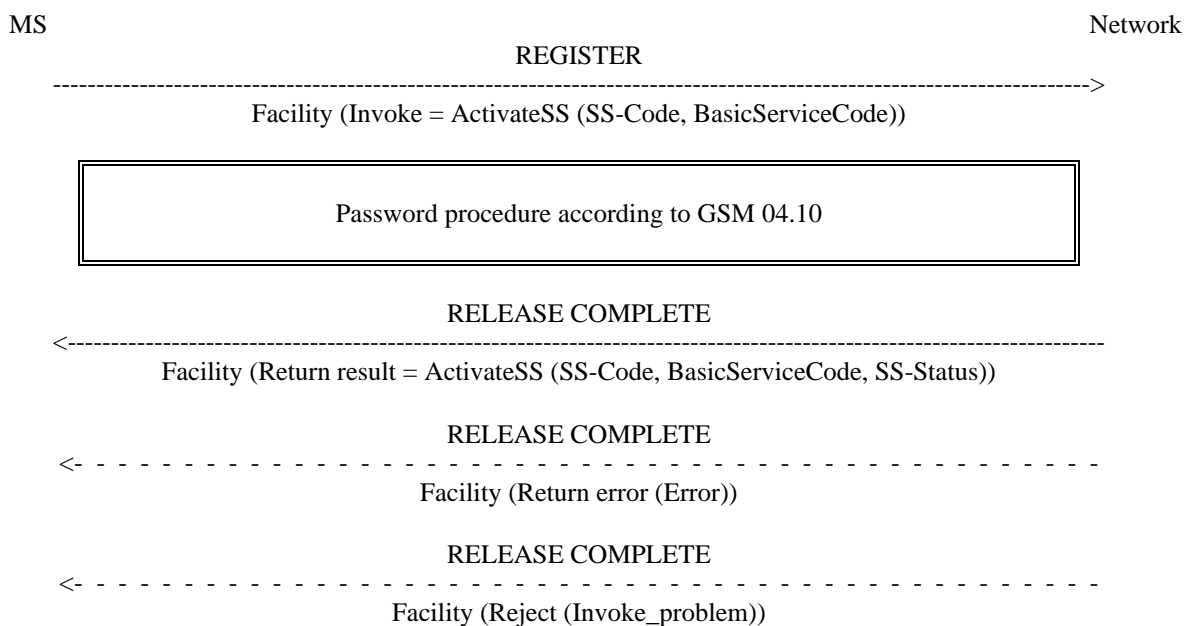 MS Network
REGISTER
Facility (Invoke = ActivateSS (SS-Code, BasicServiceCode))
Password procedure according to GSM 04.10
RELEASE COMPLETE
Facility (Return result = ActivateSS (SS-Code, BasicServiceCode, SS-Status))
RELEASE COMPLETE
Facility (Return error (Error))
RELEASE COMPLETE
Facility (Reject (Invoke_problem))